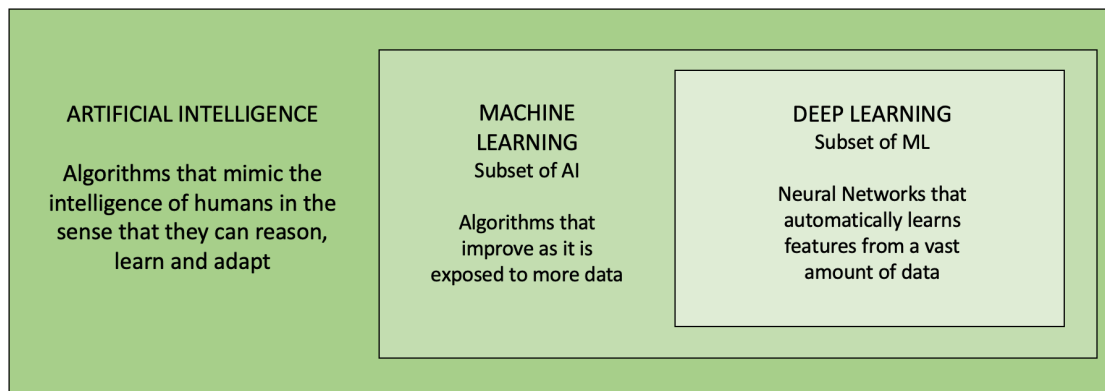 ARTIFICIAL INTELLIGENCE
Algorithms that mimic the
intelligence of humans in the
sense that they can reason,
learn and adapt
MACHINE
LEARNING
Subset of AI
Algorithms that
improve as it is
exposed to more data
DEEP LEARNING
Subset of ML
Neural Networks that
automatically learns
features from a vast
amount of data